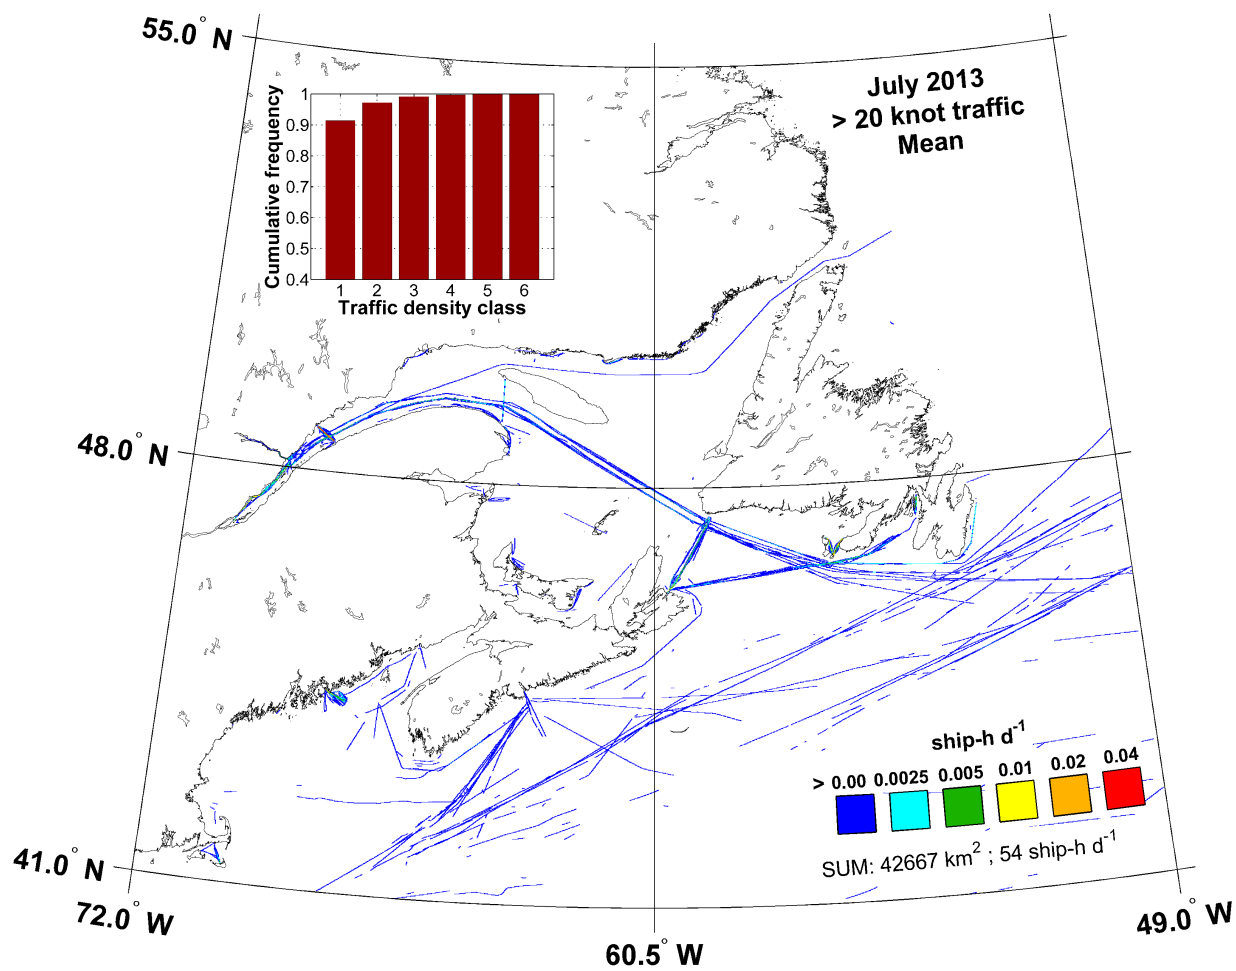 55.0° N
July 2013
> 20 knot traffic
Mean
Cumulative frequency
1
0.9
0.8
0.7
0.6
0.5
0.4
1 2 3 4 5 6
Traffic density class
48.0° N
ship-h d⁻¹
> 0.00 0.0025 0.005 0.01 0.02 0.04
SUM: 42667 km² ; 54 ship-h d⁻¹
41.0° N
72.0° W
60.5° W
49.0° W